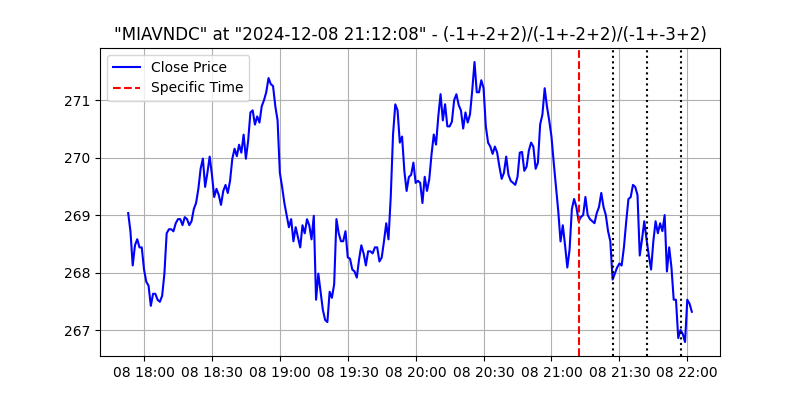 "MIAVNDC" at "2024-12-08 21:12:08" - (-1+-2+2)/(-1+-2+2)/(-1+-3+2)
Close Price
Specific Time
271
270
269
268
267
08 18:00 08 18:30 08 19:00 08 19:30 08 20:00 08 20:30 08 21:00 08 21:30 08 22:00